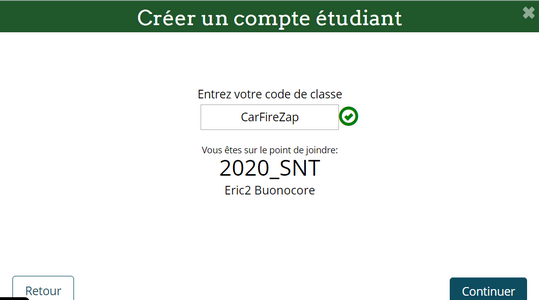 Créer un compte étudiant
Entrez votre code de classe
CarFireZap
Vous êtes sur le point de joindre:
2020_SNT
Eric2 Buonocore
Retour
Continuer